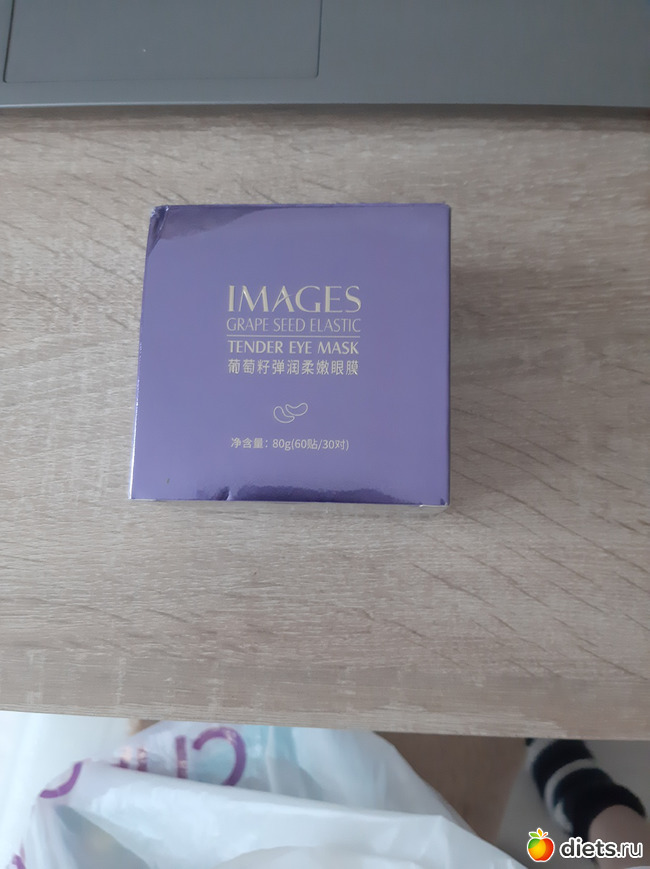 IMAGES
GRAPE SEED ELASTIC
TENDER EYE MASK
葡萄籽弹润柔嫩眼膜
净含量：80g(60贴/30对)
diets.ru